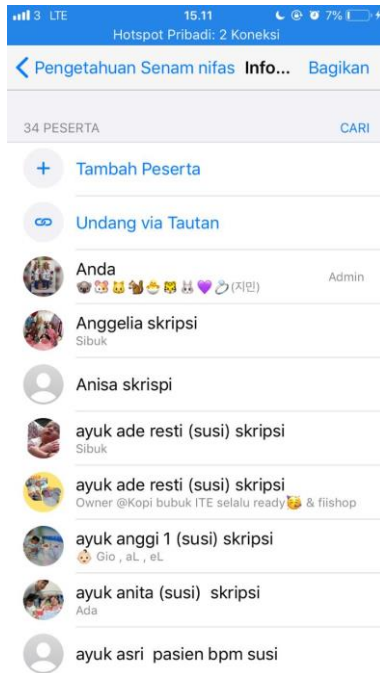 3 LTE 15.11 7%
Hotspot Pribadi: 2 Koneksi
Pengetahuan Senam nifas Info... Bagikan
34 PESERTA CARI
Tambah Peserta
Undang via Tautan
Anda
🐨🐹🐱🐿️🐣🐯🐰💜💍(지민) Admin
Anggelia skripsi
Sibuk
Anisa skrispi
ayuk ade resti (susi) skripsi
Sibuk
ayuk ade resti (susi) skripsi
Owner @Kopi bubuk ITE selalu ready🥳 & fiishop
ayuk anggi 1 (susi) skripsi
👶🏻 Gio , aL , eL
ayuk anita (susi) skripsi
Ada
ayuk asri pasien bpm susi